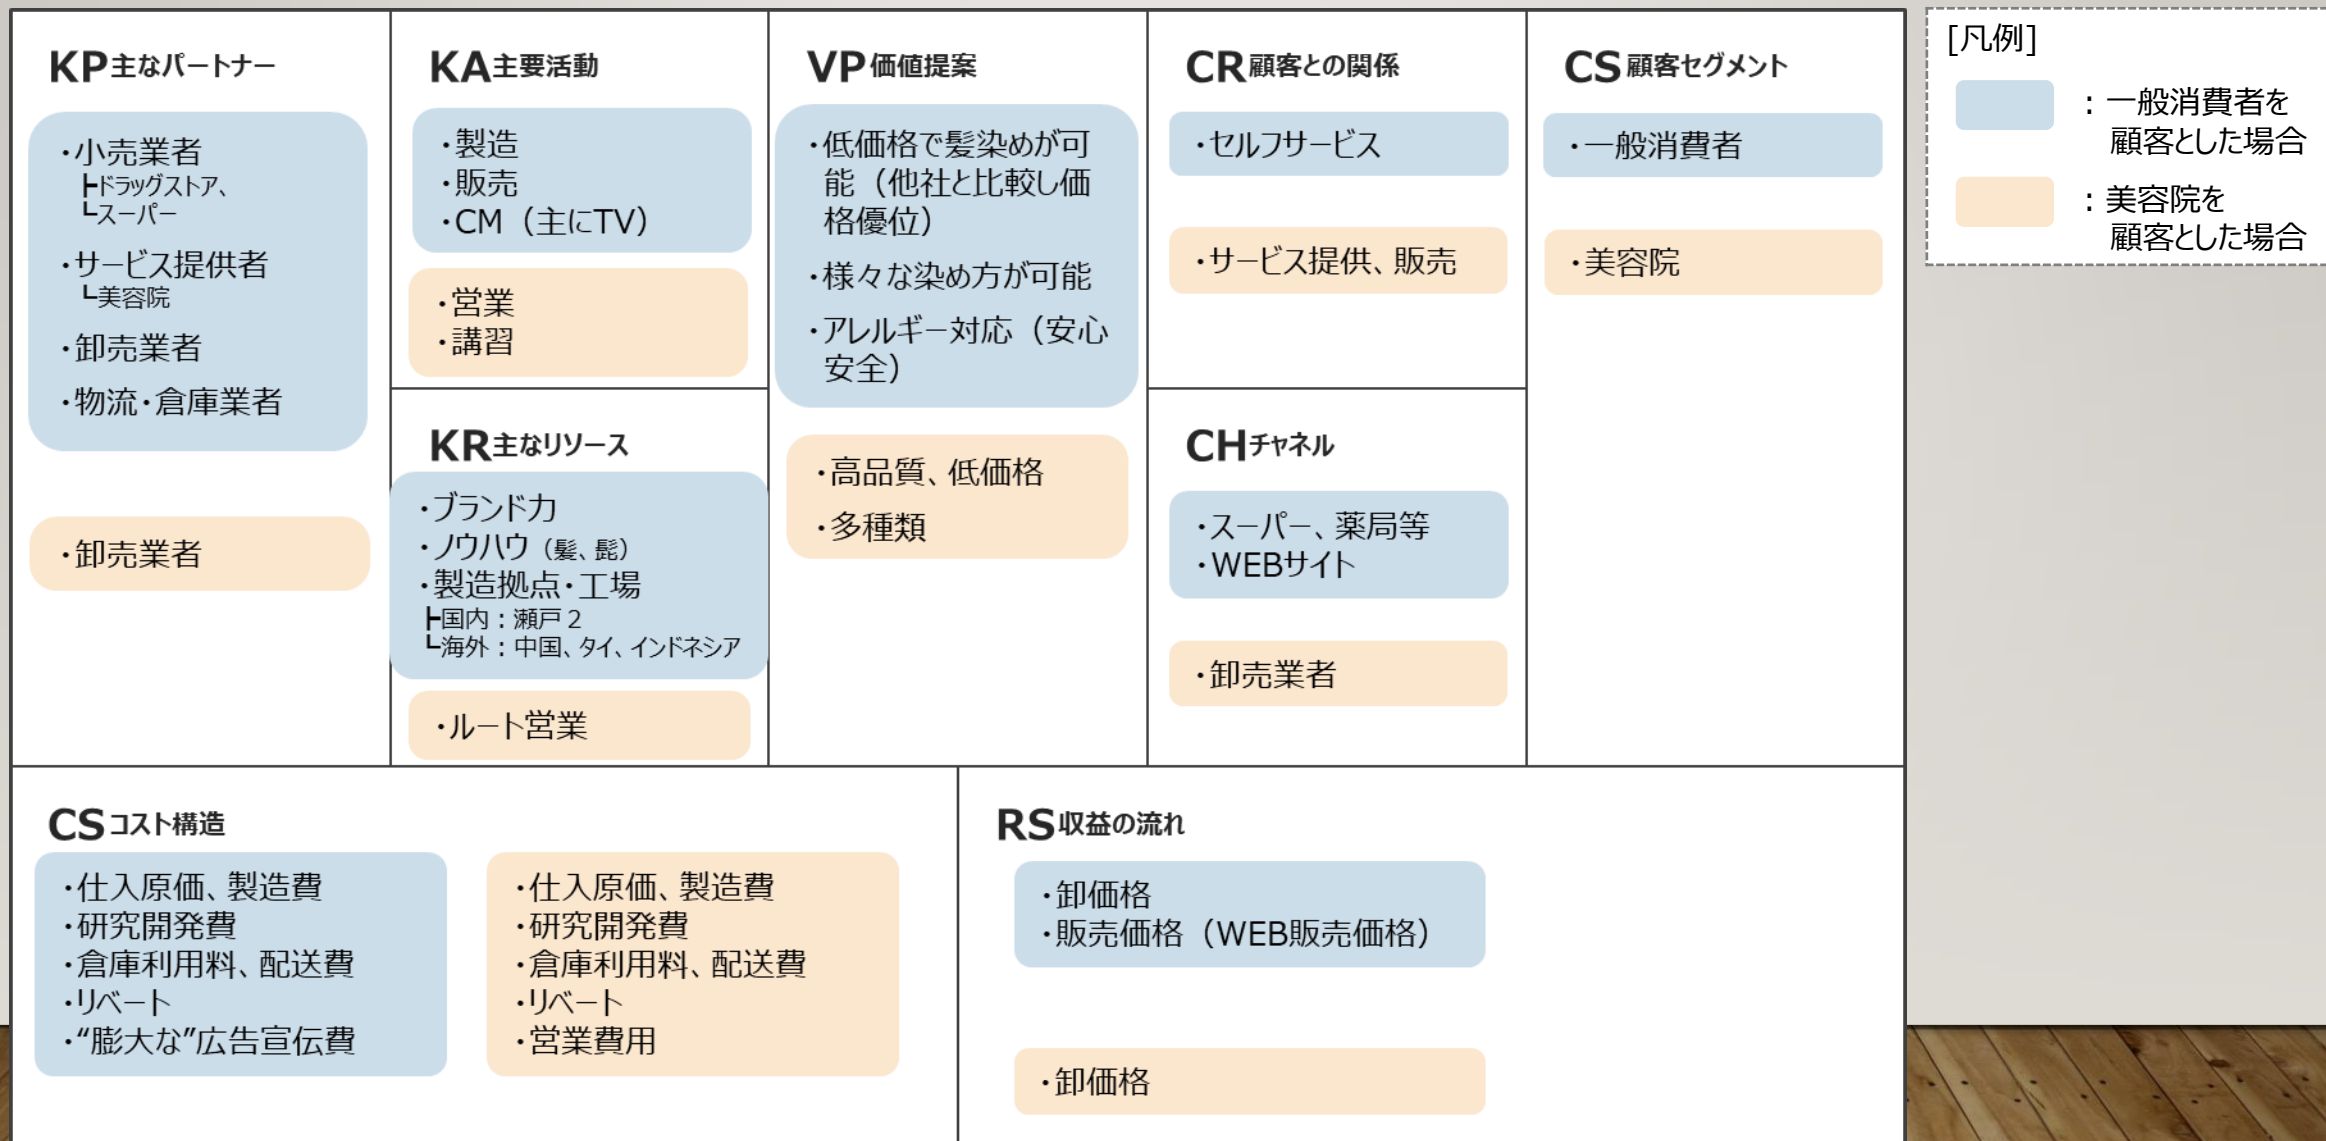 KP主なパートナー
・小売業者
┣ドラッグストア、
┗スーパー
・サービス提供者
┗美容院
・卸売業者
・物流・倉庫業者
・卸売業者
KA主要活動
・製造
・販売
・CM（主にTV）
・営業
・講習
KR主なリソース
・ブランド力
・ノウハウ（髪、髭）
・製造拠点・工場
┣国内：瀬戸２
┗海外：中国、タイ、インドネシア
・ルート営業
VP価値提案
・低価格で髪染めが可
能（他社と比較し価
格優位）
・様々な染め方が可能
・アレルギー対応（安心
安全）
・高品質、低価格
・多種類
CR顧客との関係
・セルフサービス
・サービス提供、販売
CHチャネル
・スーパー、薬局等
・WEBサイト
・卸売業者
CS顧客セグメント
・一般消費者
・美容院
CSコスト構造
・仕入原価、製造費
・研究開発費
・倉庫利用料、配送費
・リベート
・“膨大な”広告宣伝費
・仕入原価、製造費
・研究開発費
・倉庫利用料、配送費
・リベート
・営業費用
RS収益の流れ
・卸価格
・販売価格（WEB販売価格）
・卸価格
[凡例]
：一般消費者を
顧客とした場合
：美容院を
顧客とした場合